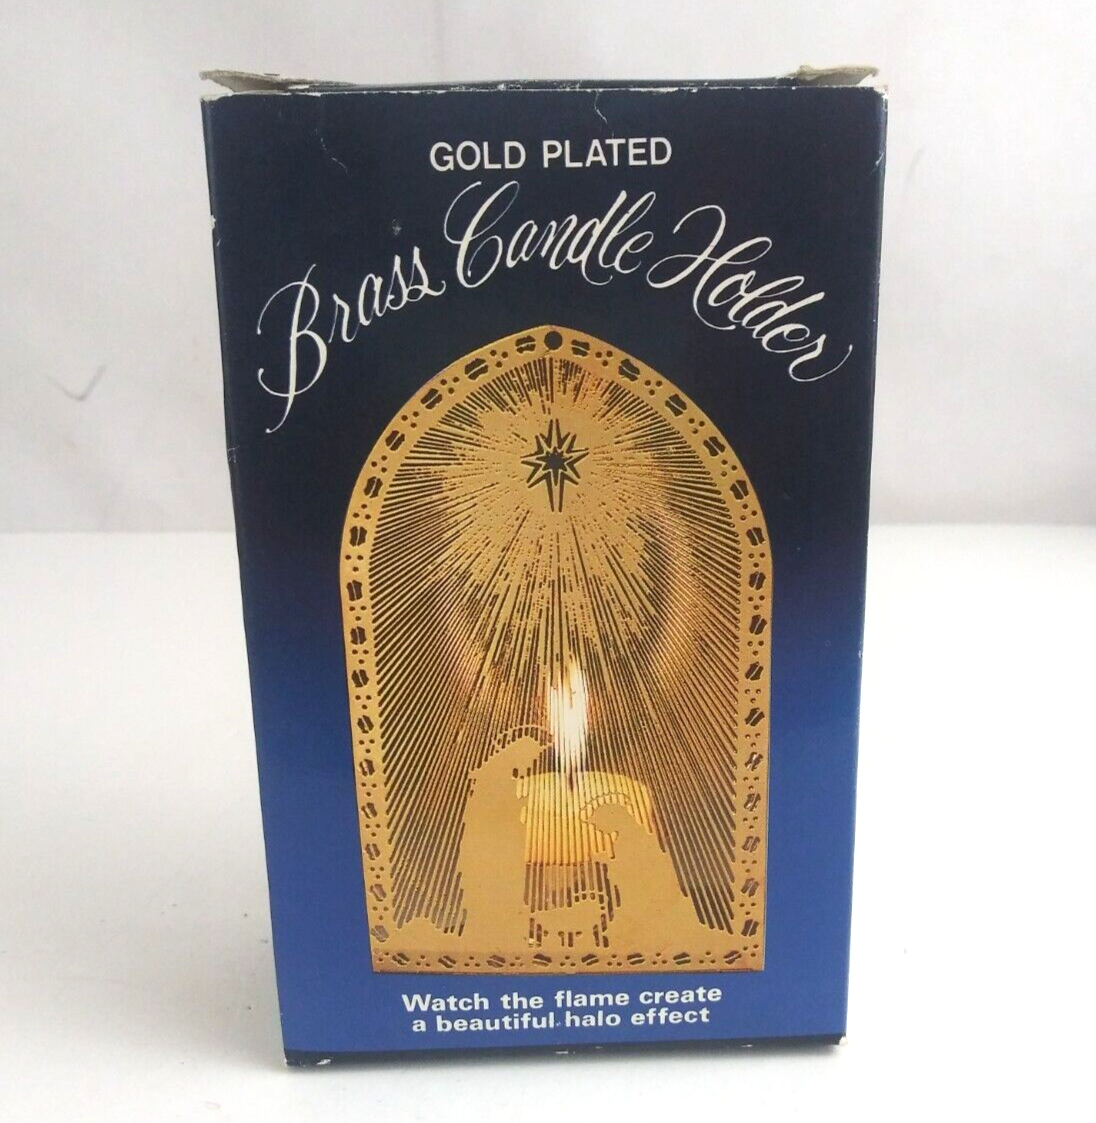 GOLD PLATED
Brass Candle Holder
Watch the flame create
a beautiful halo effect